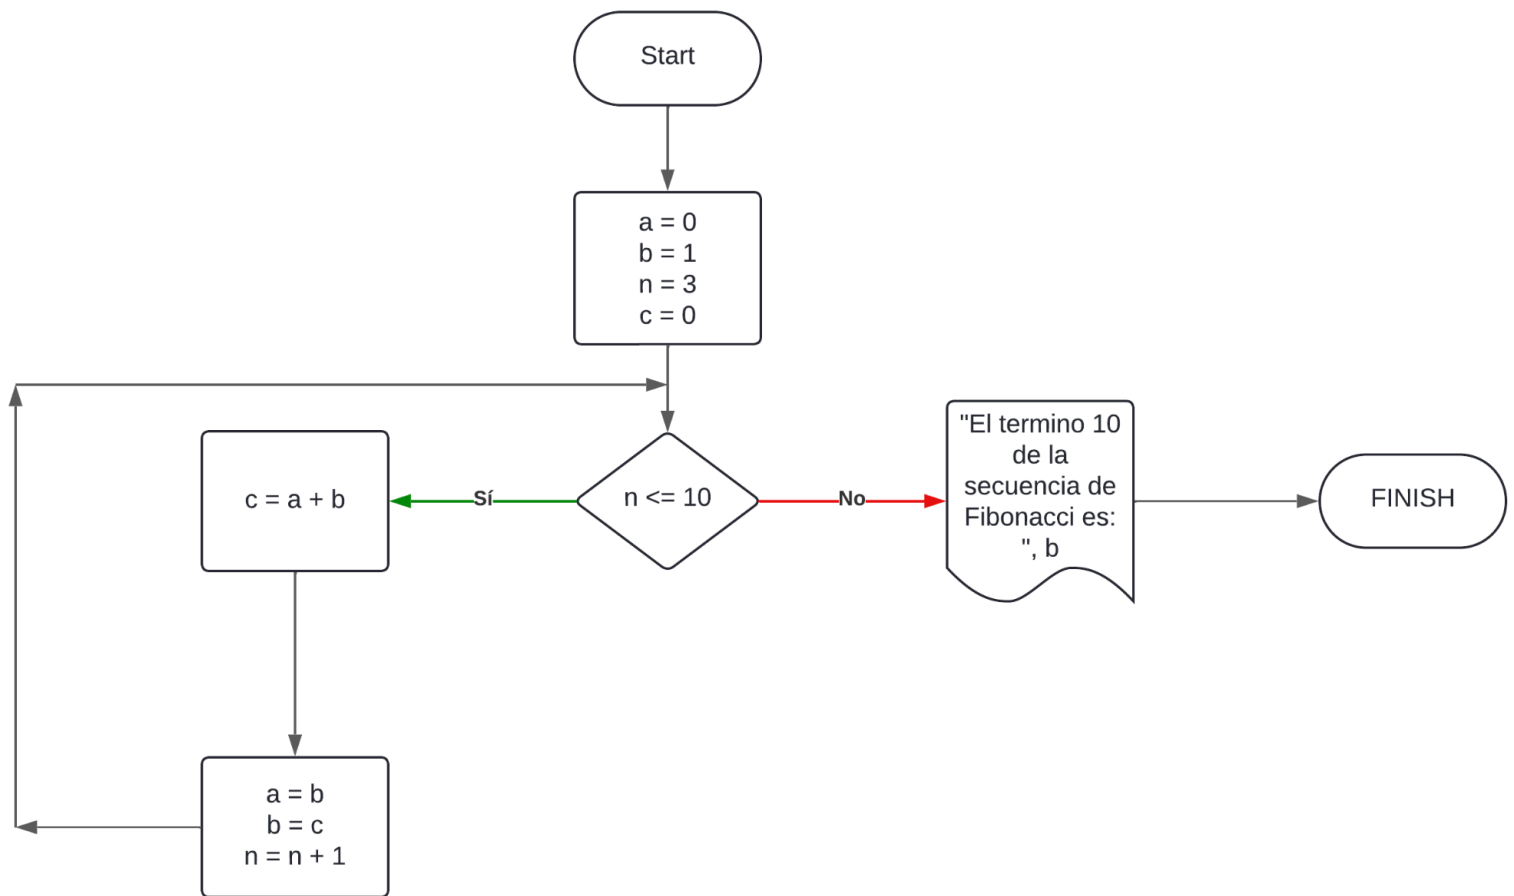 Start
a = 0
b = 1
n = 3
c = 0
n <= 10
Sí
c = a + b
a = b
b = c
n = n + 1
No
"El termino 10
de la
secuencia de
Fibonacci es:
", b
FINISH